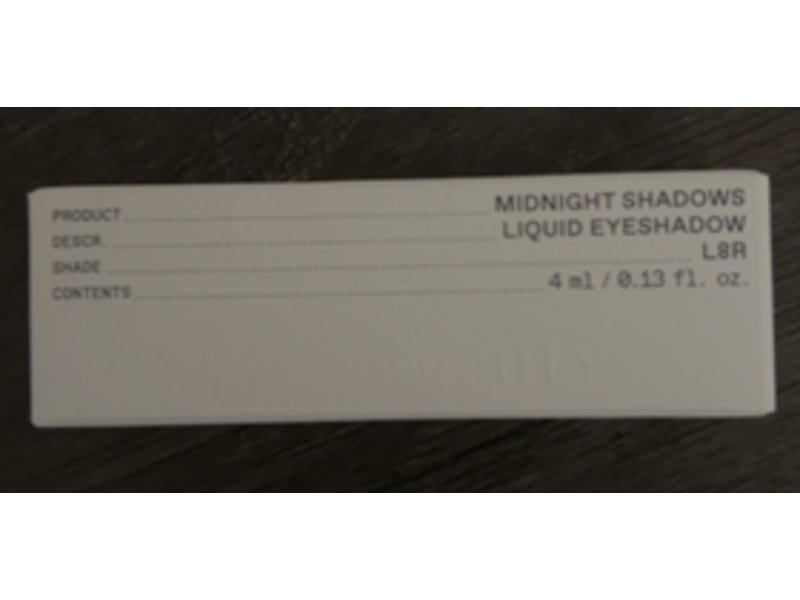 PRODUCT MIDNIGHT SHADOWS
DESCR. LIQUID EYESHADOW
SHADE L8R
CONTENTS 4 ml / 0.13 fl. oz.